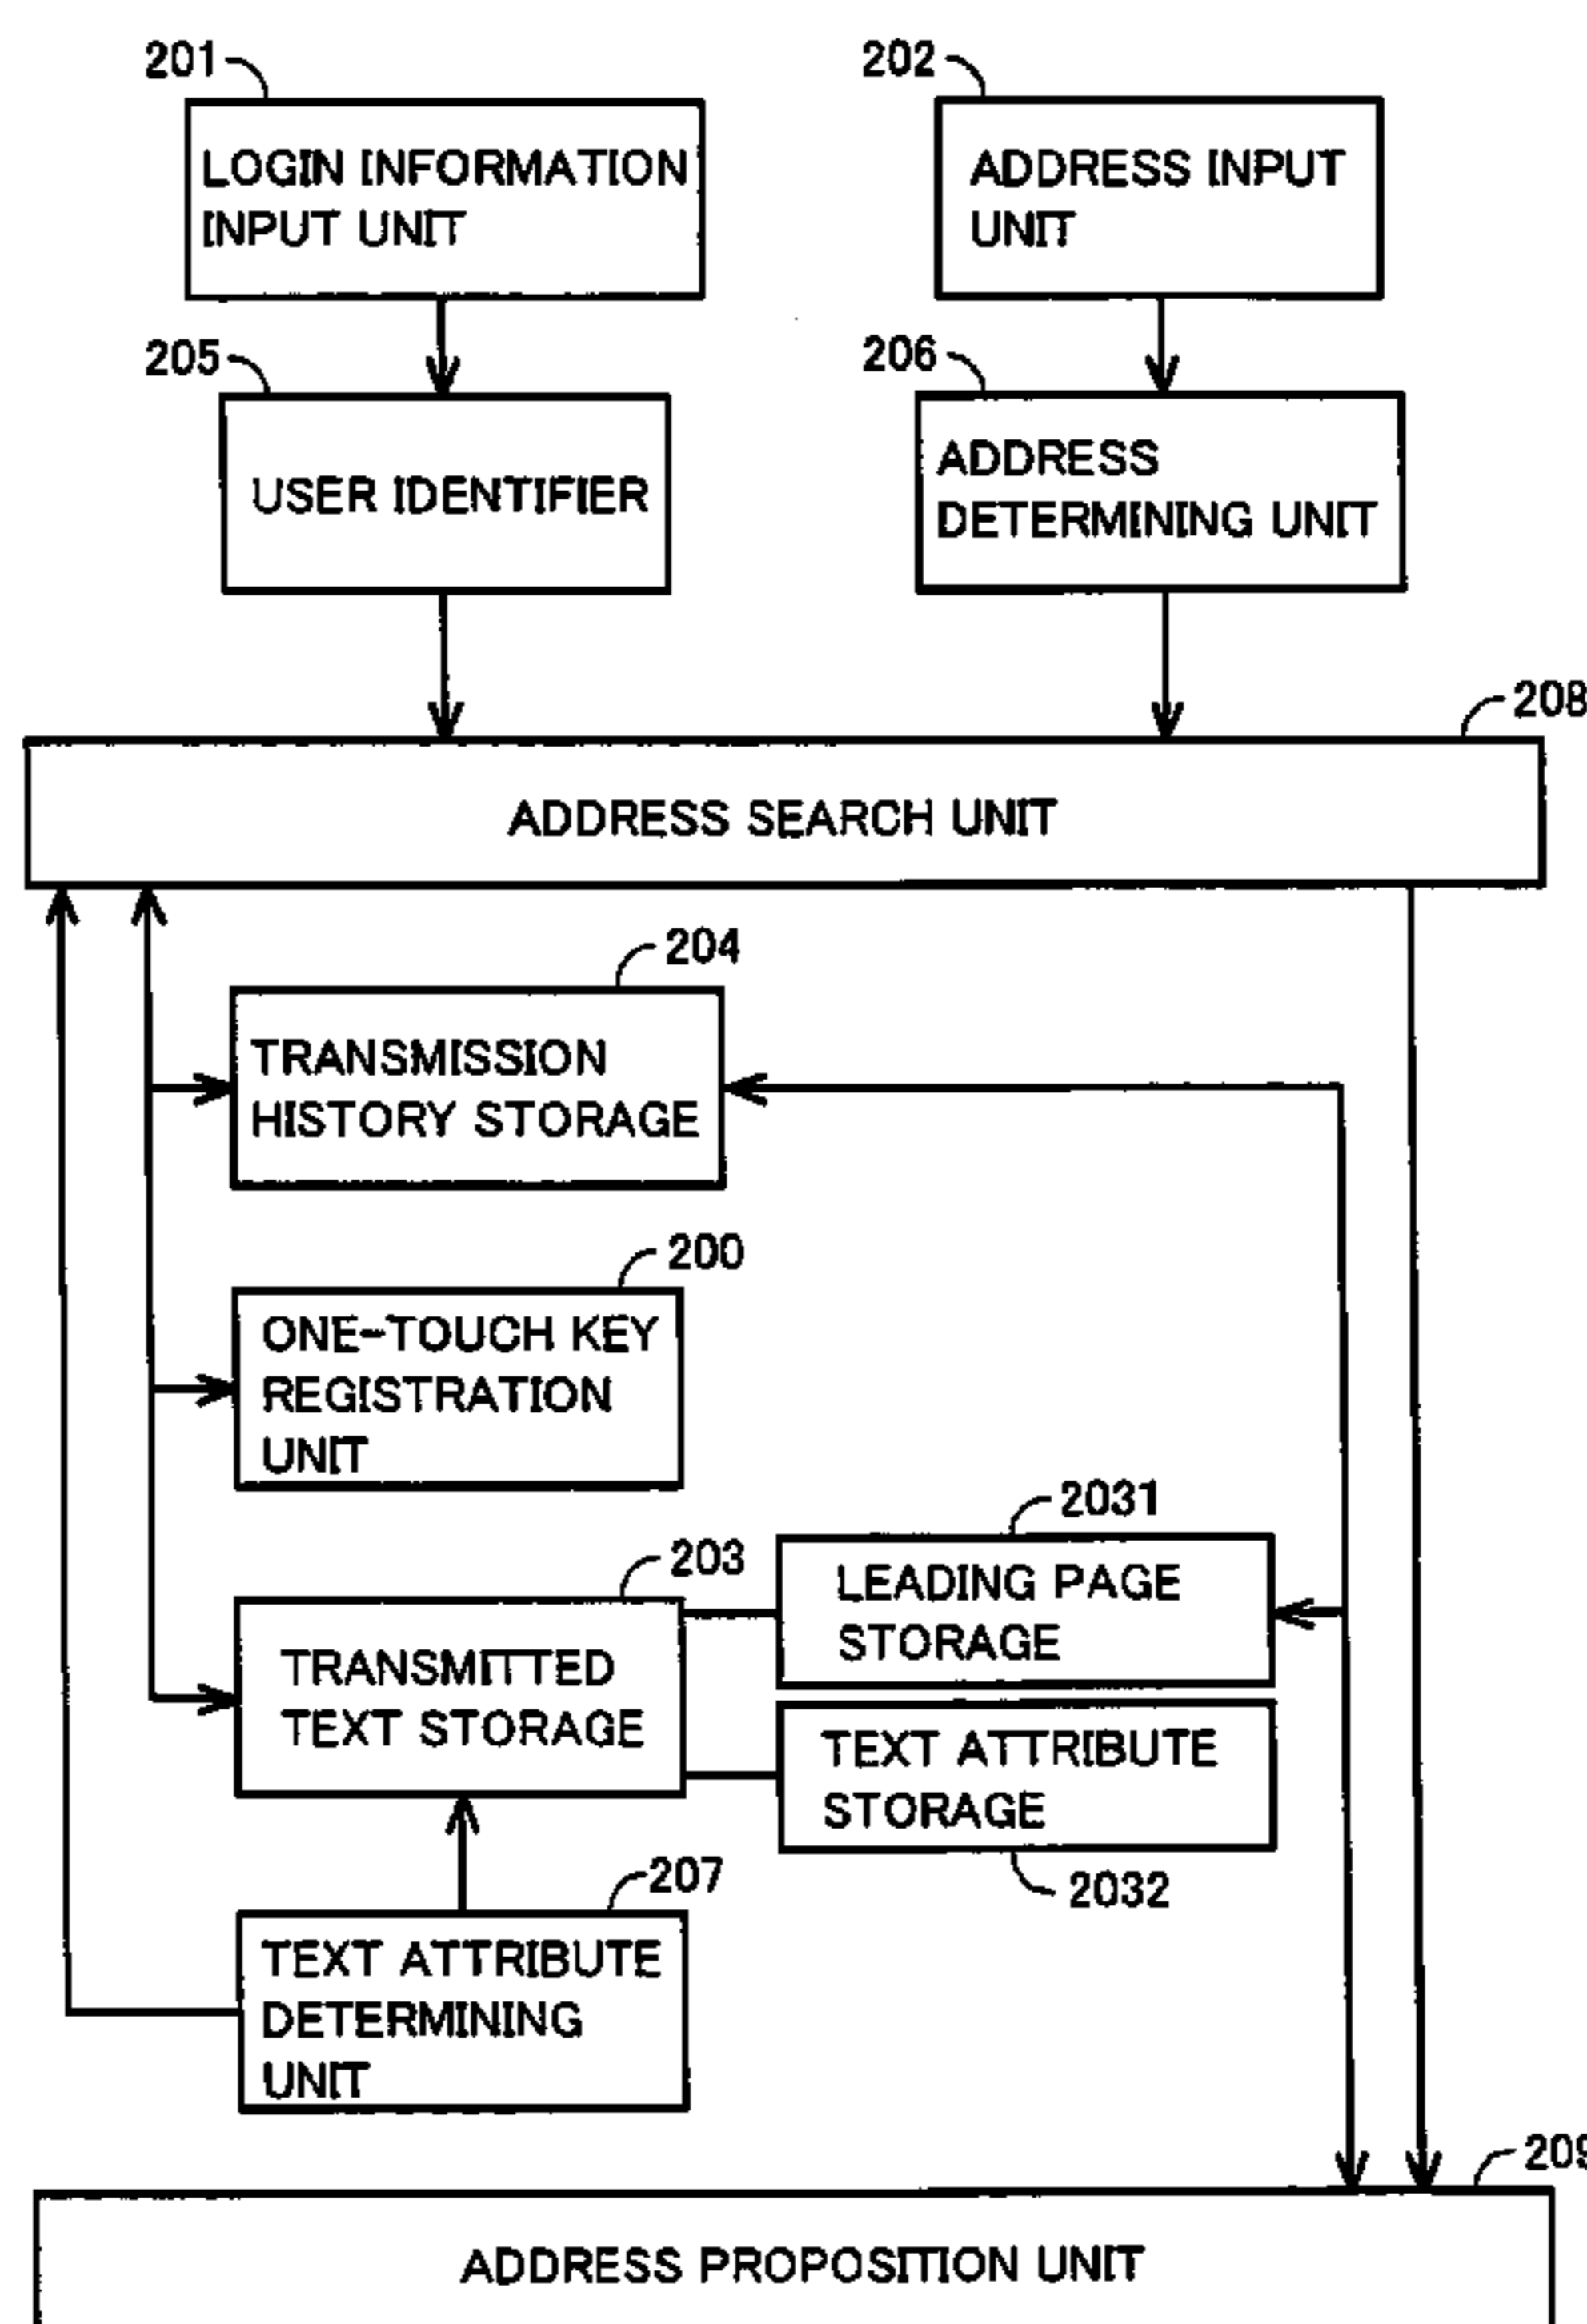 201
202
LOGIN INFORMATION
INPUT UNIT
ADDRESS INPUT
UNIT
205
206
USER IDENTIFIER
ADDRESS
DETERMINING UNIT
208
ADDRESS SEARCH UNIT
204
TRANSMISSION
HISTORY STORAGE
200
ONE-TOUCH KEY
REGISTRATION
UNIT
2031
203
LEADING PAGE
STORAGE
TRANSMITTED
TEXT STORAGE
TEXT ATTRIBUTE
STORAGE
2032
207
TEXT ATTRIBUTE
DETERMINING
UNIT
209
ADDRESS PROPOSITION UNIT